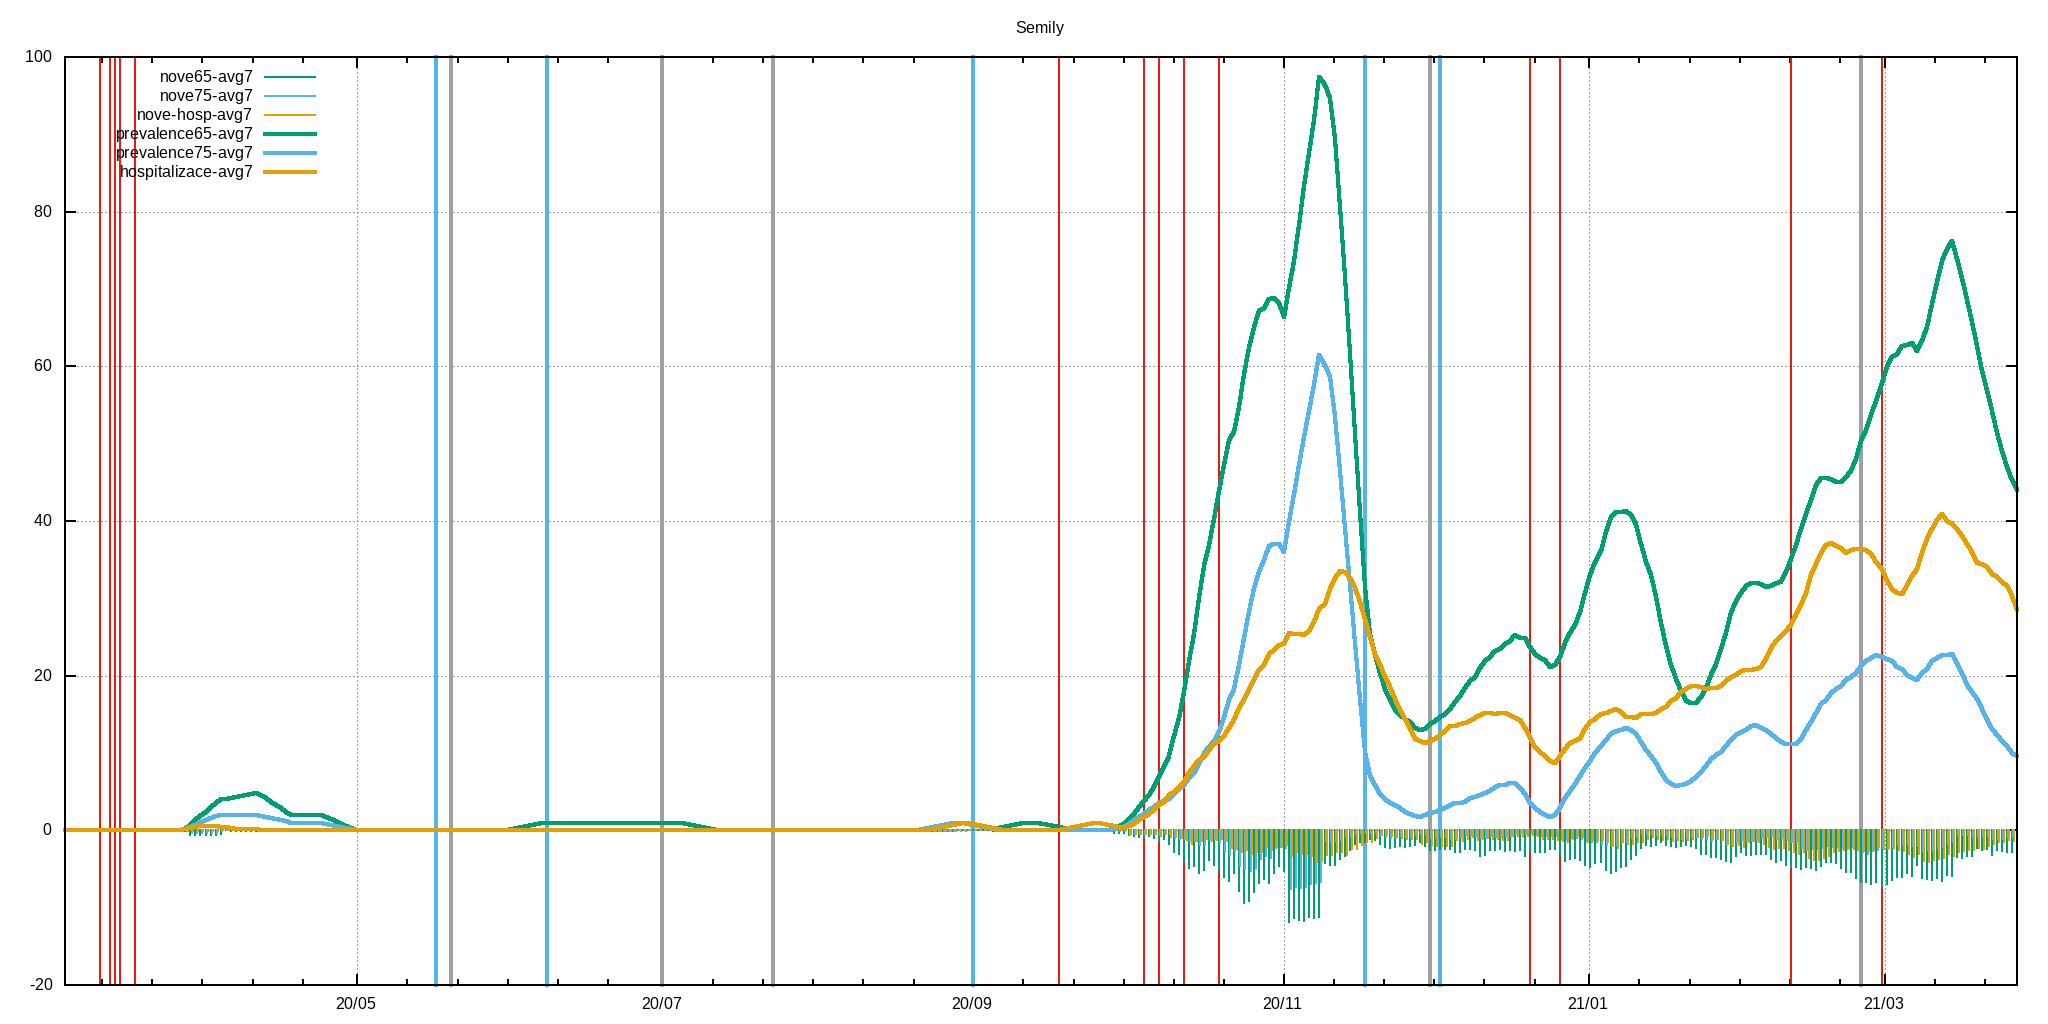 Semily
100
80
60
40
20
0
-20
nove65-avg7
nove75-avg7
nove-hosp-avg7
prevalence65-avg7
prevalence75-avg7
hospitalizace-avg7
20/05 20/07 20/09 20/11 21/01 21/03